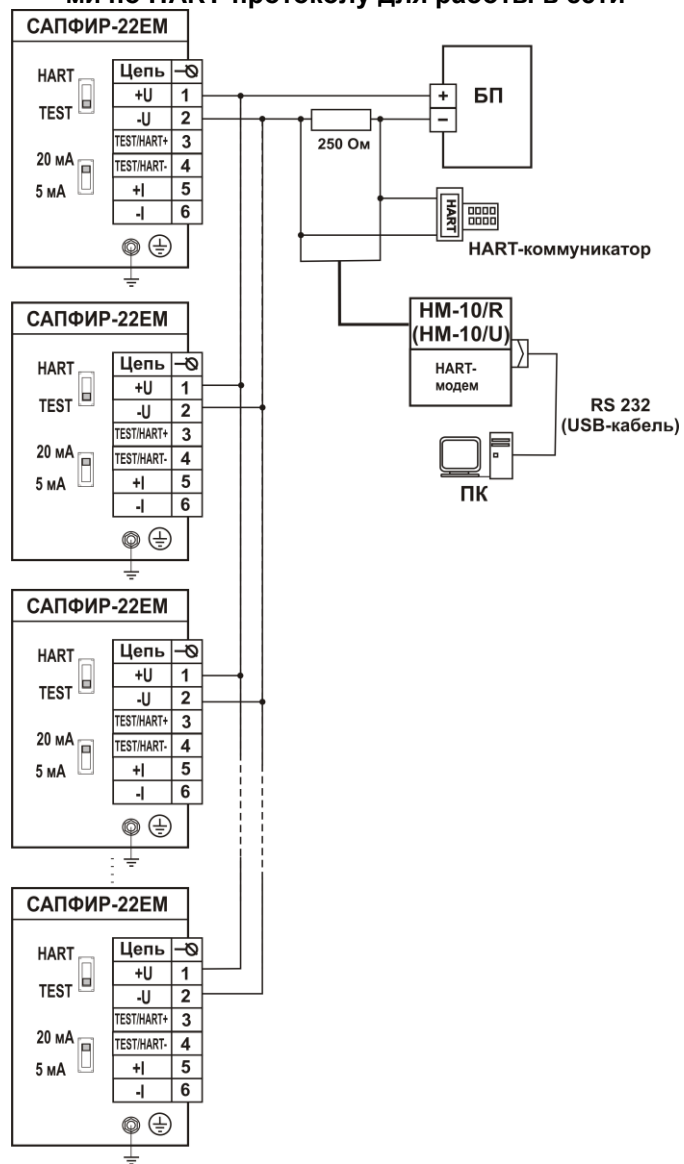 ми по HART-протоколу для работы в сети
САПФИР-22ЕМ
HART
TEST
20 мА
5 мА
Цепь
+U 1
-U 2
TEST/HART+ 3
TEST/HART- 4
+I 5
-I 6
250 Ом
+
−
БП
HART
HART-коммуникатор
НМ-10/R
(НМ-10/U)
HART-
модем
RS 232
(USB-кабель)
ПК
САПФИР-22ЕМ
HART
TEST
20 мА
5 мА
Цепь
+U 1
-U 2
TEST/HART+ 3
TEST/HART- 4
+I 5
-I 6
САПФИР-22ЕМ
HART
TEST
20 мА
5 мА
Цепь
+U 1
-U 2
TEST/HART+ 3
TEST/HART- 4
+I 5
-I 6
САПФИР-22ЕМ
HART
TEST
20 мА
5 мА
Цепь
+U 1
-U 2
TEST/HART+ 3
TEST/HART- 4
+I 5
-I 6